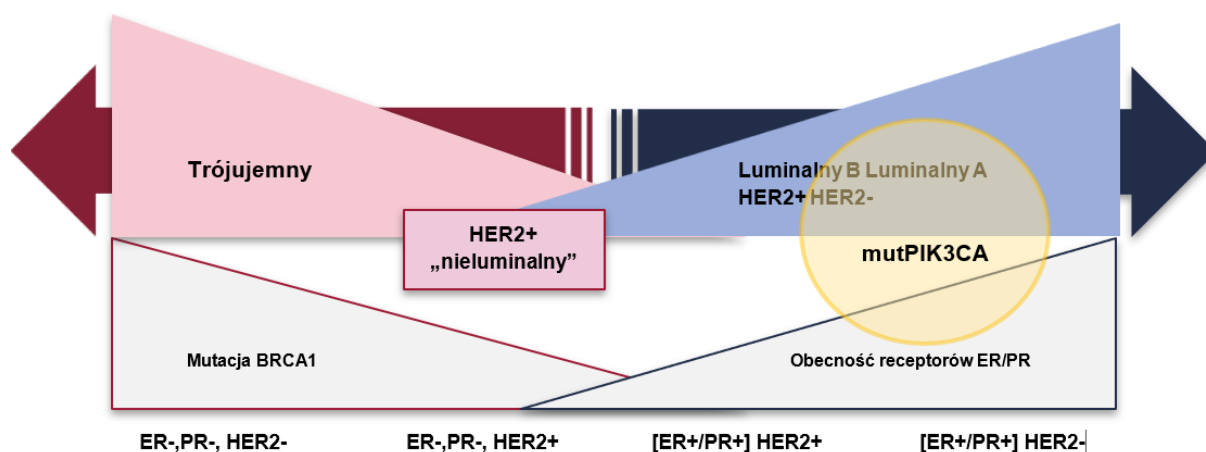 Trójujemny
Luminalny B Luminalny A
HER2+ HER2-
HER2+
„nieluminalny”
mutPIK3CA
Mutacja BRCA1
Obecność receptorów ER/PR
ER-,PR-, HER2-
ER-,PR-, HER2+
[ER+/PR+] HER2+
[ER+/PR+] HER2-